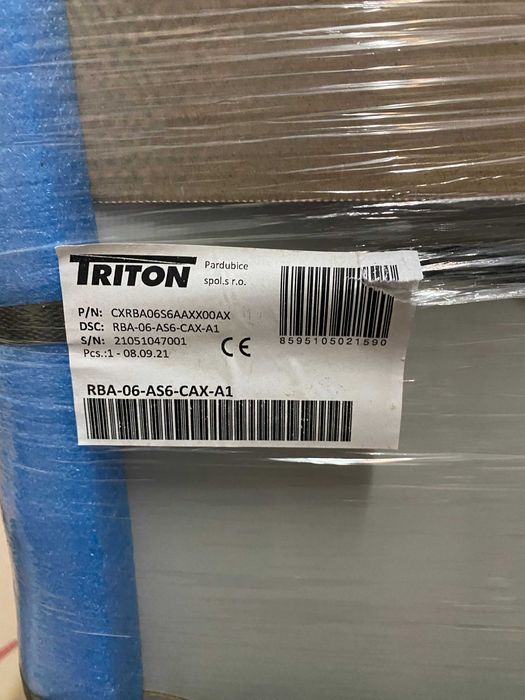 TRITON
Pardubice
spol.s r.o.
P/N: CXRBA06S6AAXX00AX
DSC: RBA-06-AS6-CAX-A1
S/N: 21051047001
Pcs.:1 - 08.09.21
CE
8595105021590
RBA-06-AS6-CAX-A1